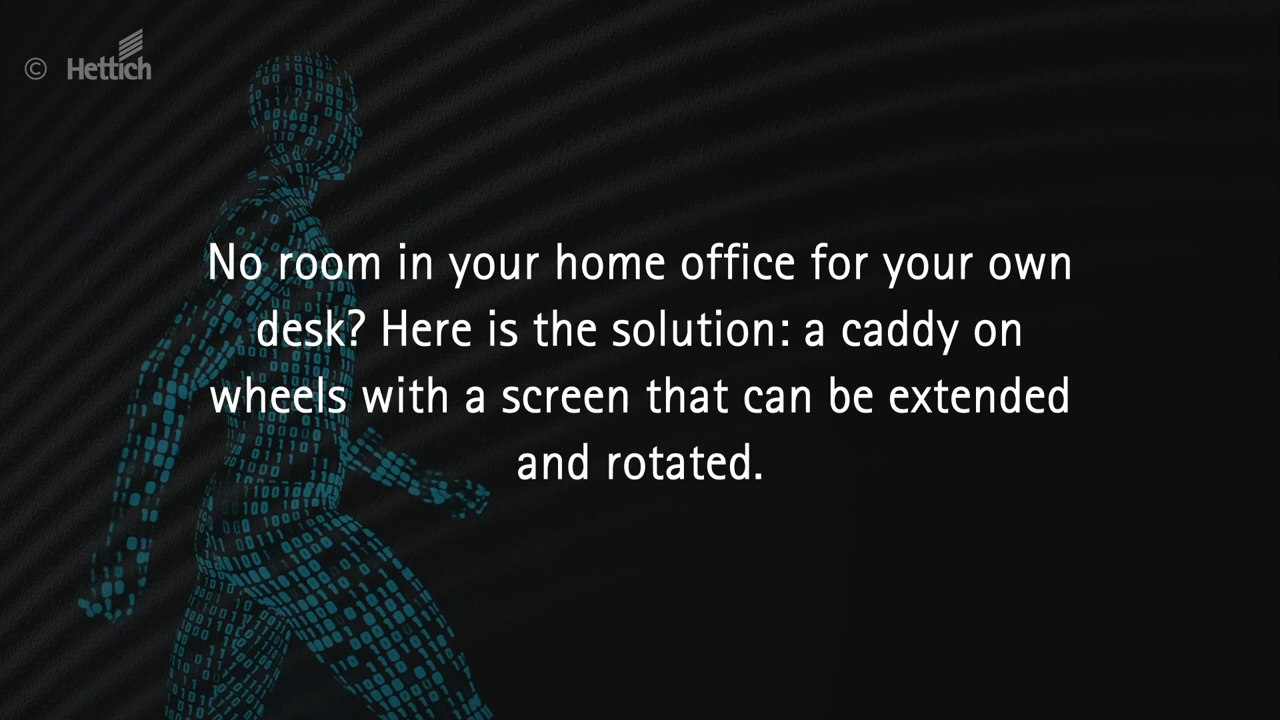 © Hettich
No room in your home office for your own
desk? Here is the solution: a caddy on
wheels with a screen that can be extended
and rotated.